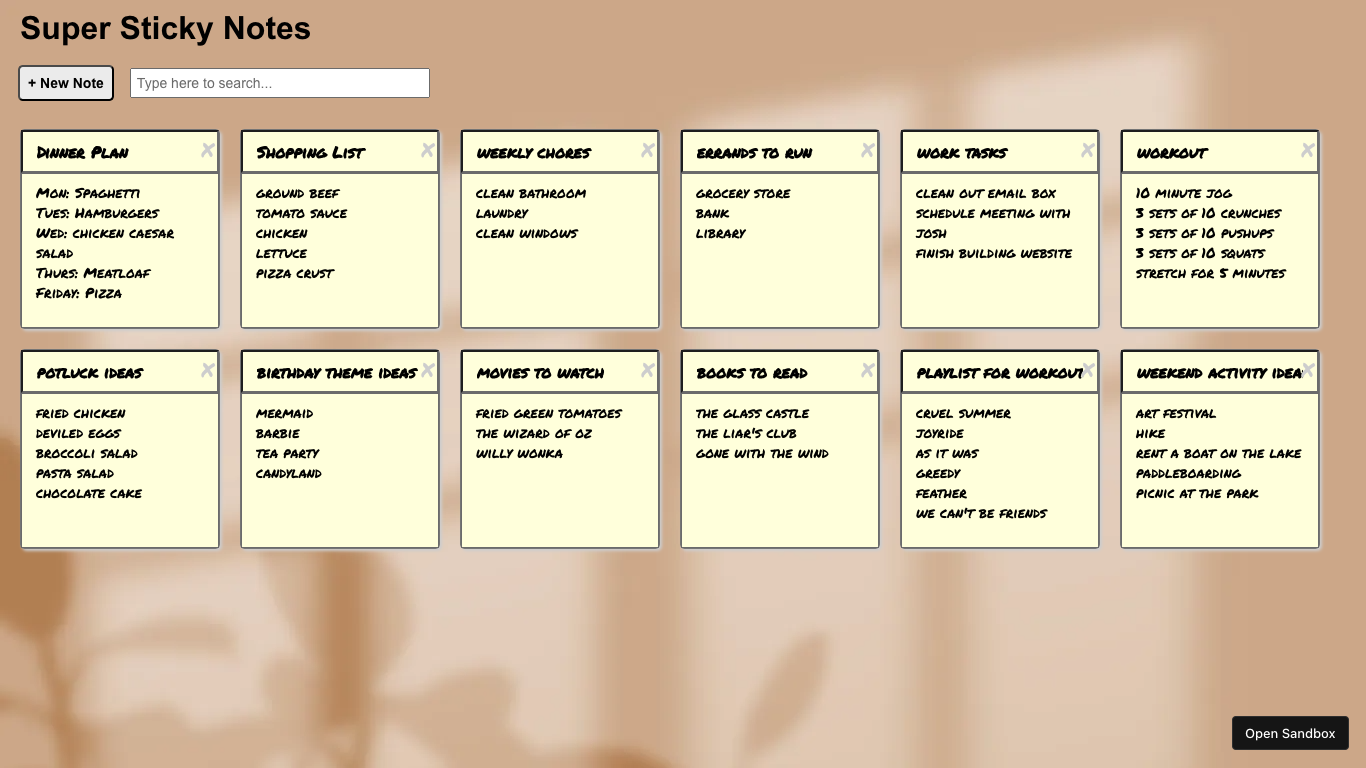 Super Sticky Notes
+ New Note
Type here to search...
Dinner Plan
Mon: Spaghetti
Tues: Hamburgers
Wed: chicken caesar
salad
Thurs: Meatloaf
Friday: Pizza
Shopping List
ground beef
tomato sauce
chicken
lettuce
pizza crust
weekly chores
clean bathroom
laundry
clean windows
errands to run
grocery store
bank
library
work tasks
clean out email box
schedule meeting with
josh
finish building website
workout
10 minute jog
3 sets of 10 crunches
3 sets of 10 pushups
3 sets of 10 squats
stretch for 5 minutes
potluck ideas
fried chicken
deviled eggs
broccoli salad
pasta salad
chocolate cake
birthday theme ideas
mermaid
barbie
tea party
candyland
movies to watch
fried green tomatoes
the wizard of oz
willy wonka
books to read
the glass castle
the liar's club
gone with the wind
playlist for workout
cruel summer
joyride
as it was
greedy
feather
we can't be friends
weekend activity idea
art festival
hike
rent a boat on the lake
paddleboarding
picnic at the park
Open Sandbox